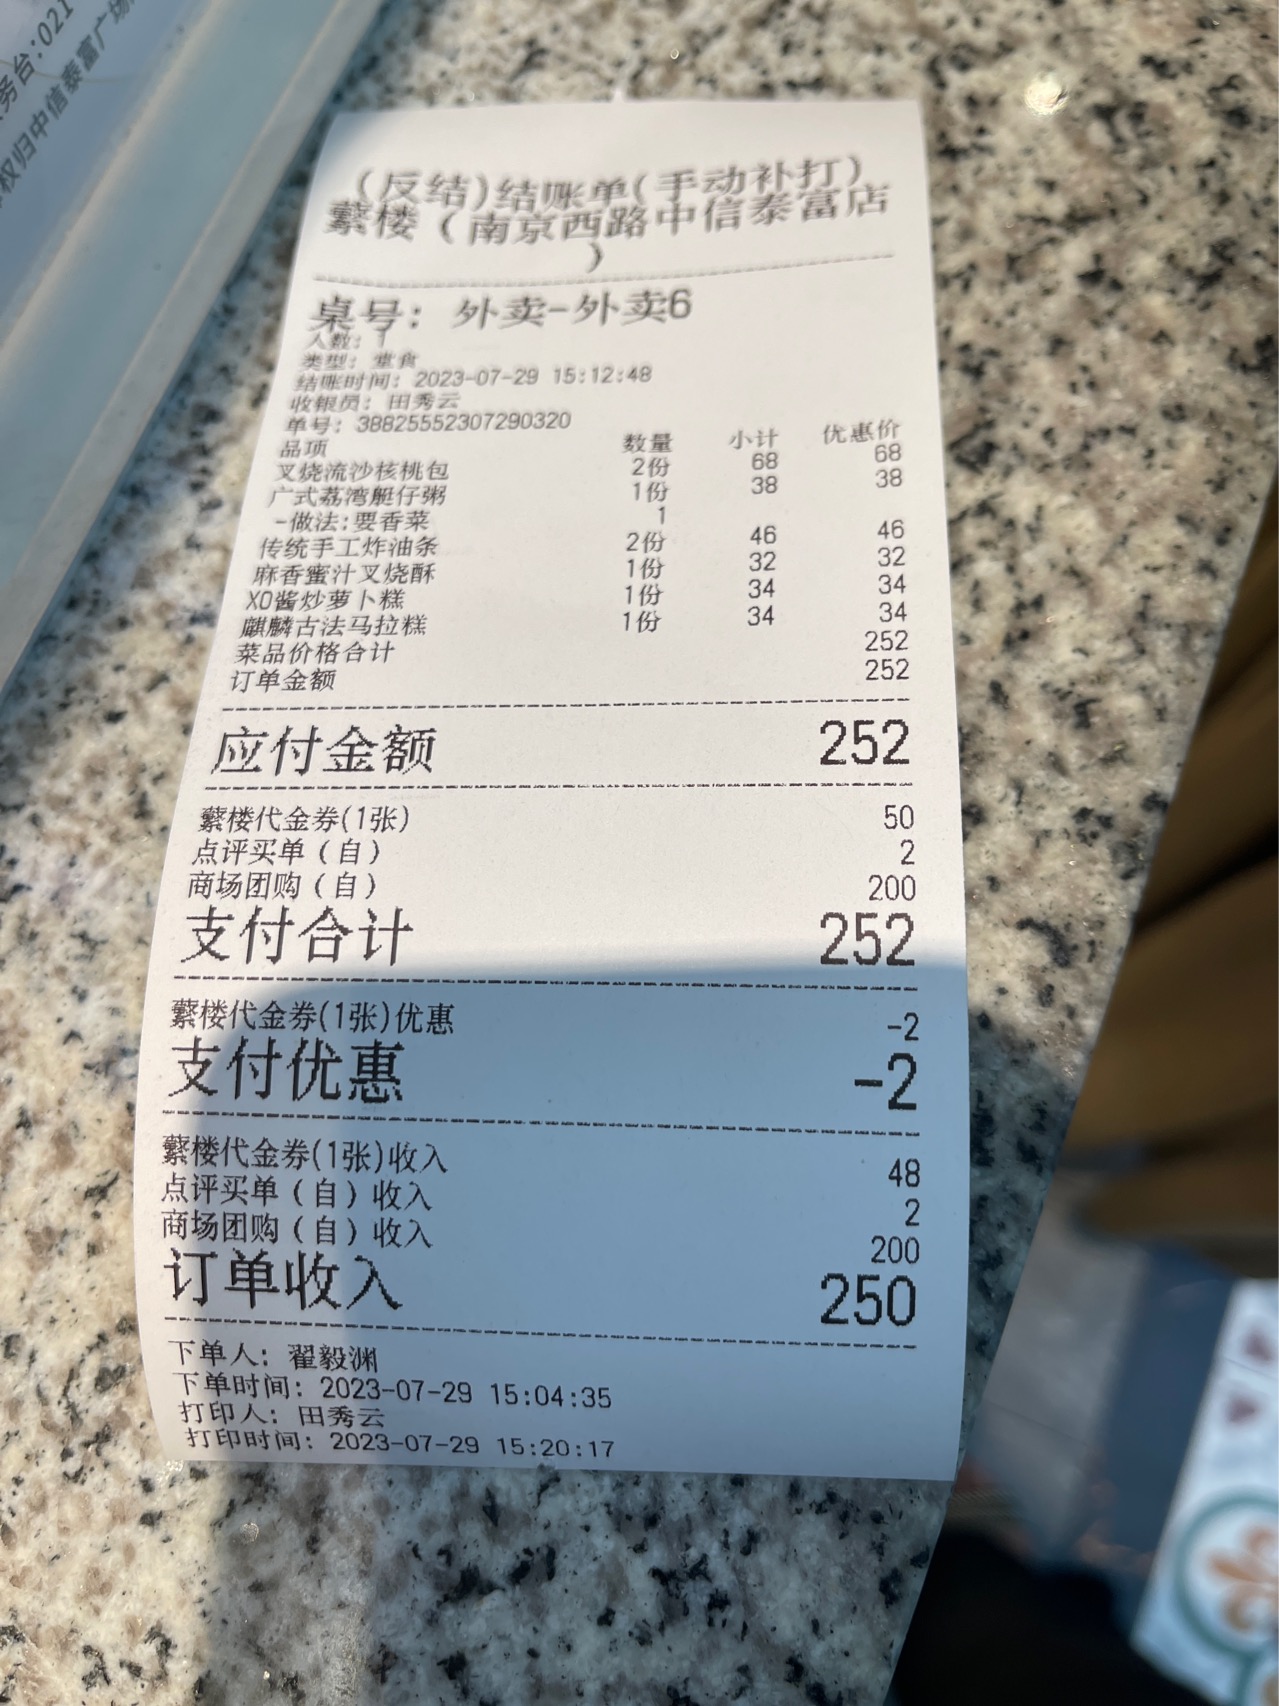 务台:021
权归中信泰富广场
(反结)结账单(手动补打)
蘩楼（南京西路中信泰富店
）
桌号：外卖-外卖6
人数：1
类型：堂食
结账时间：2023-07-29 15:12:48
收银员：田秀云
单号：388255552307290320
品项 数量 小计 优惠价
叉烧流沙核桃包 2份 68 68
广式荔湾艇仔粥 1份 38 38
-做法:要香菜 1
传统手工炸油条 2份 46 46
麻香蜜汁叉烧酥 1份 32 32
XO酱炒萝卜糕 1份 34 34
麒麟古法马拉糕 1份 34 34
菜品价格合计 252
订单金额 252
应付金额 252
蘩楼代金券(1张) 50
点评买单（自） 2
商场团购（自） 200
支付合计 252
蘩楼代金券(1张)优惠 -2
支付优惠 -2
蘩楼代金券(1张)收入 48
点评买单（自）收入 2
商场团购（自）收入 200
订单收入 250
下单人：翟毅渊
下单时间：2023-07-29 15:04:35
打印人：田秀云
打印时间：2023-07-29 15:20:17